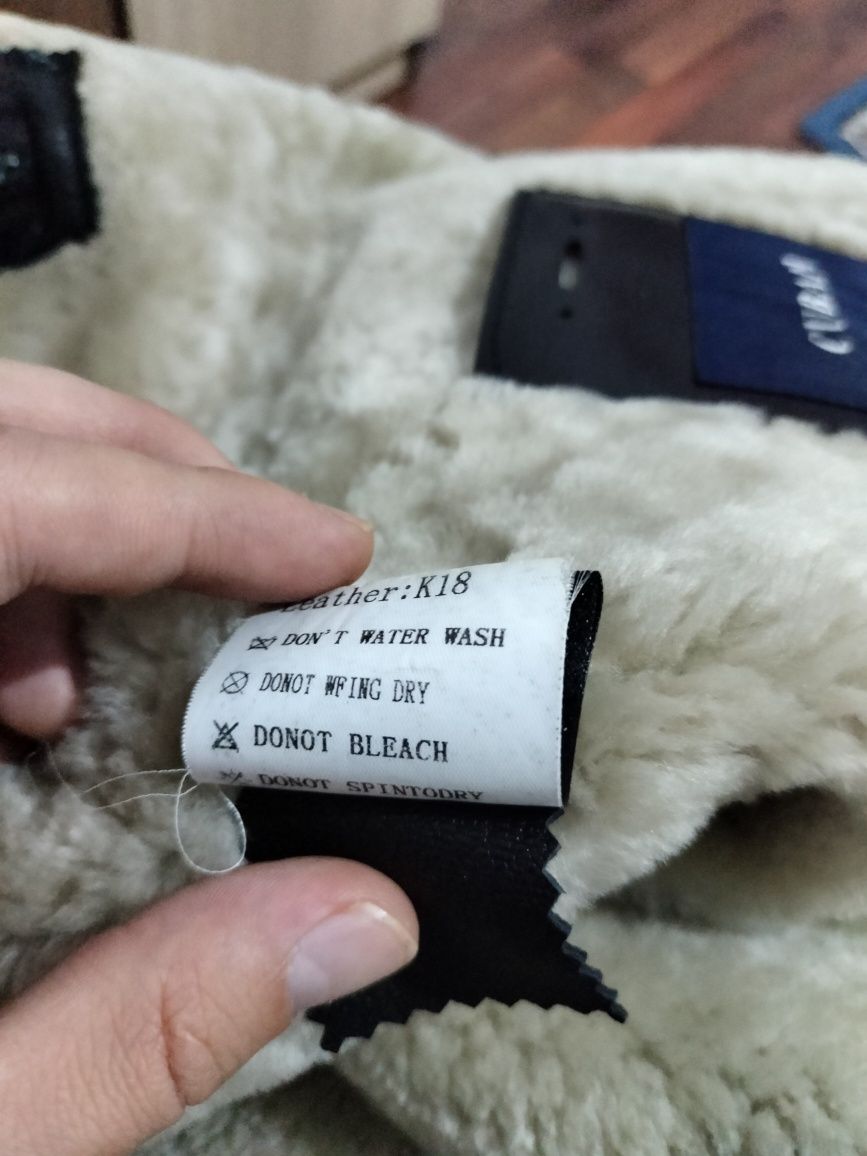 Leather:K18
DON'T WATER WASH
DONOT WFING DRY
DONOT BLEACH
DONOT SPINTODRY